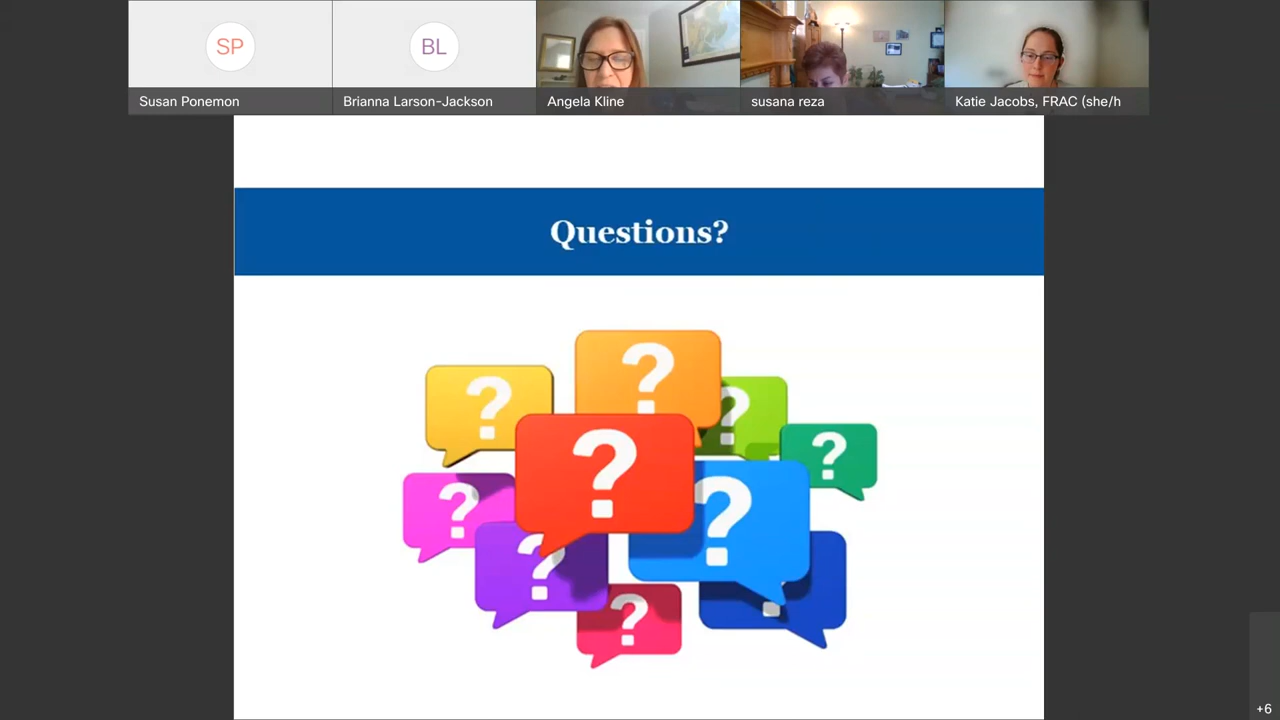 SP
BL
Susan Ponemon
Brianna Larson-Jackson
Angela Kline
susana reza
Katie Jacobs, FRAC (she/h
Questions?
?
?
?
?
?
?
?
?
?
+6